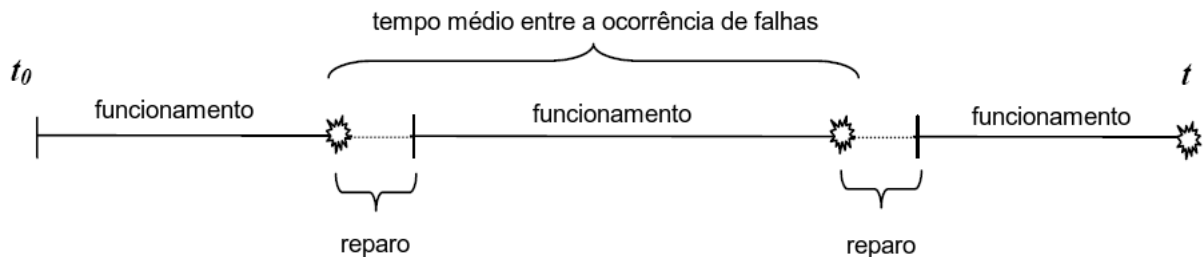 tempo médio entre a ocorrência de falhas
t0
t
funcionamento
funcionamento
funcionamento
reparo
reparo